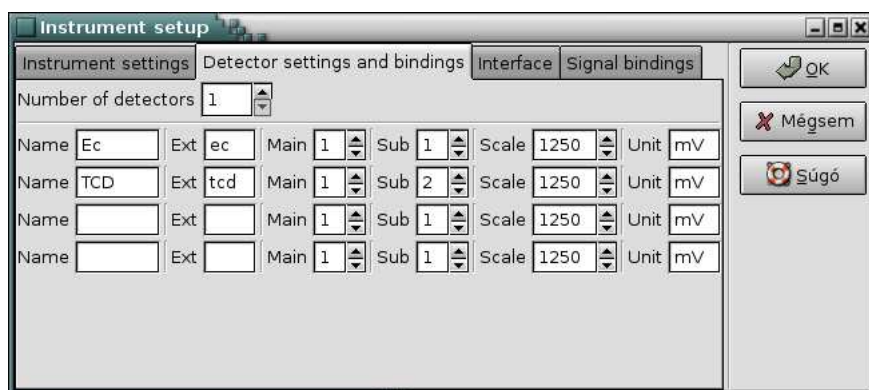 Instrument setup
Instrument settings Detector settings and bindings Interface Signal bindings
Number of detectors 1
Name Ec Ext ec Main 1 Sub 1 Scale 1250 Unit mV
Name TCD Ext tcd Main 1 Sub 2 Scale 1250 Unit mV
Name Ext Main 1 Sub 1 Scale 1250 Unit mV
Name Ext Main 1 Sub 1 Scale 1250 Unit mV
OK
Mégsem
Súgó